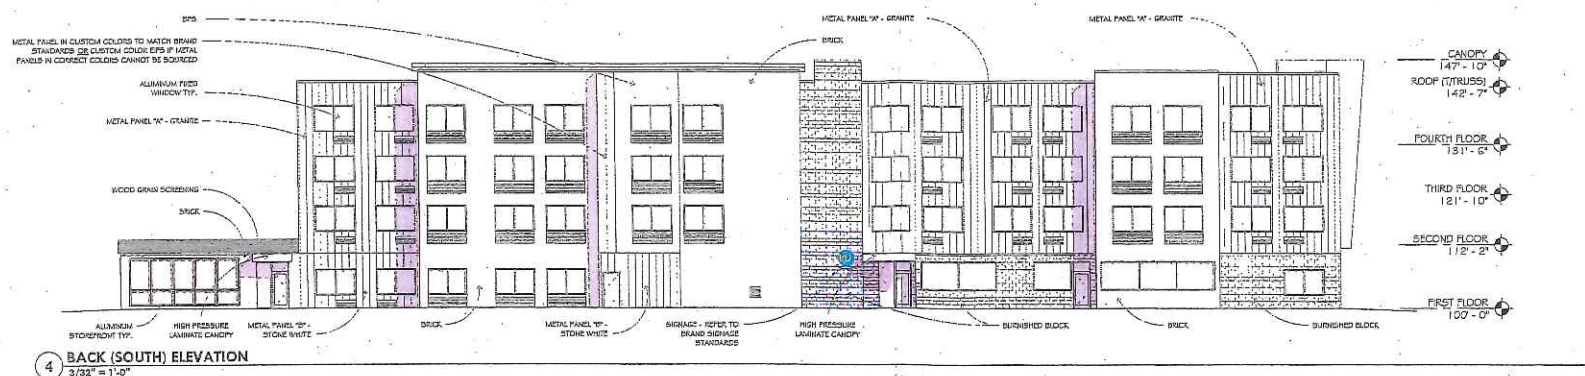 EFS
METAL PANEL "A" - GRANITE
METAL PANEL "A" - GRANITE
METAL PANEL IN CUSTOM COLORS TO MATCH BRAND
STANDARDS OR CUSTOM COLOR EFS IF METAL
PANELS IN CORRECT COLORS CANNOT BE SOURCED
BRICK
CANOPY
147' - 10"
ROOF (T/TRUSS)
142' - 7"
ALUMINUM FIXED
WINDOW TYP.
METAL PANEL "A" - GRANITE
FOURTH FLOOR
131' - 6"
WOOD GRAIN SCREENING
THIRD FLOOR
121' - 10"
BRICK
SECOND FLOOR
112' - 2"
FIRST FLOOR
100' - 0"
ALUMINUM
STOREFRONT TYP.
HIGH PRESSURE
LAMINATE CANOPY
METAL PANEL "B" -
STONE WHITE
BRICK
METAL PANEL "B" -
STONE WHITE
SIGNAGE - REFER TO
BRAND SIGNAGE
STANDARDS
HIGH PRESSURE
LAMINATE CANOPY
BURNISHED BLOCK
BRICK
BURNISHED BLOCK
4
BACK (SOUTH) ELEVATION
3/32" = 1'-0"